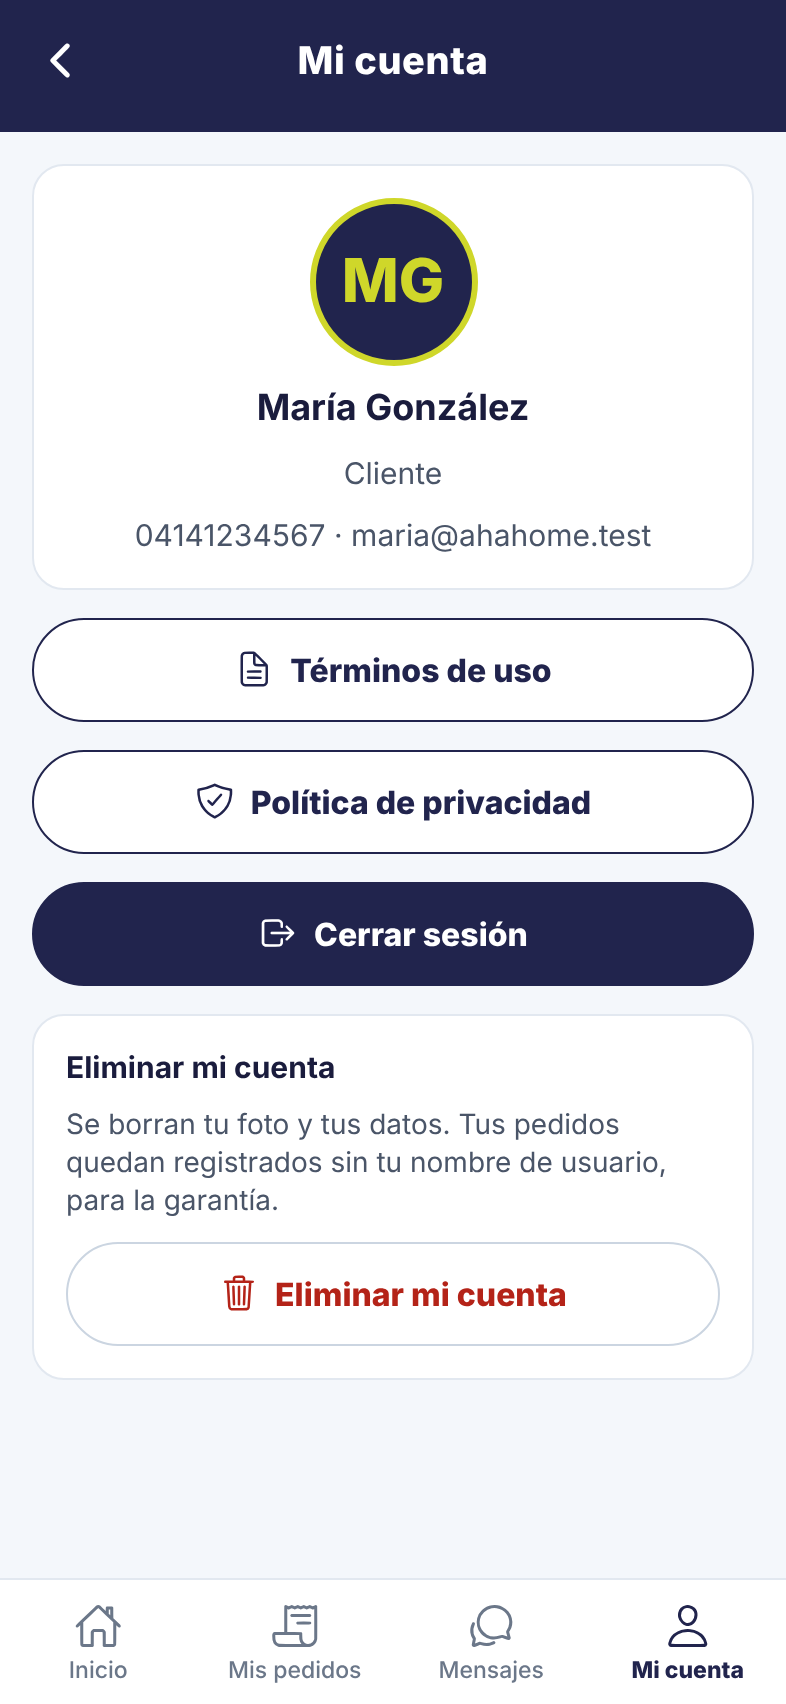 Mi cuenta
MG
María González
Cliente
04141234567 · maria@ahahome.test
Términos de uso
Política de privacidad
Cerrar sesión
Eliminar mi cuenta
Se borran tu foto y tus datos. Tus pedidos
quedan registrados sin tu nombre de usuario,
para la garantía.
Eliminar mi cuenta
Inicio
Mis pedidos
Mensajes
Mi cuenta